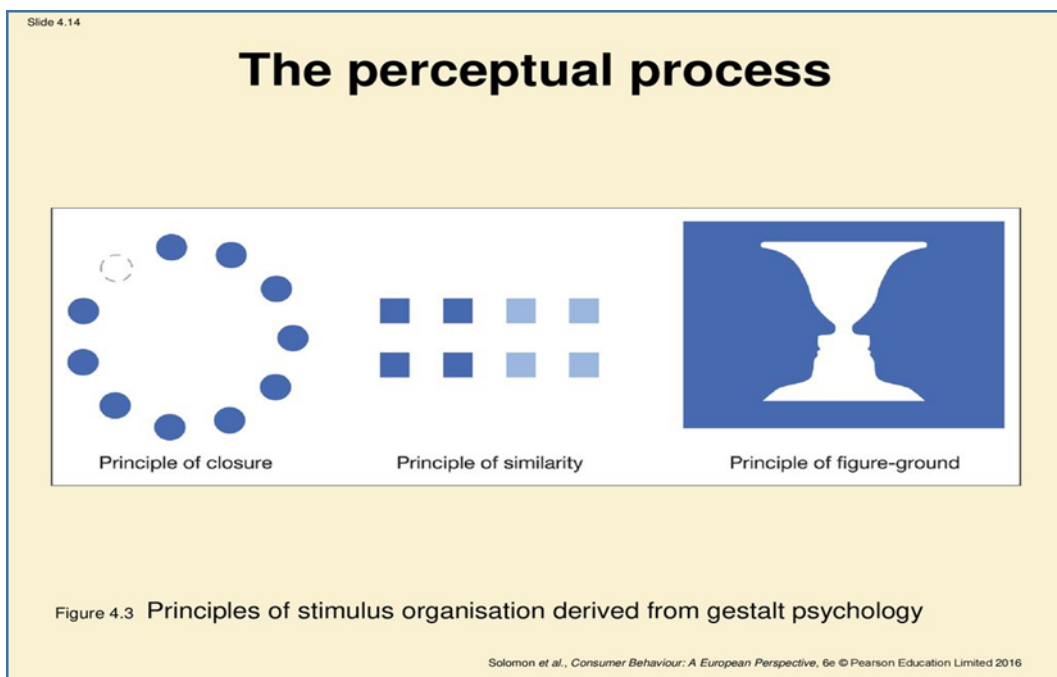 Slide 4.14
The perceptual process
Principle of closure
Principle of similarity
Principle of figure-ground
Figure 4.3 Principles of stimulus organisation derived from gestalt psychology
Solomon et al., Consumer Behaviour: A European Perspective, 6e © Pearson Education Limited 2016